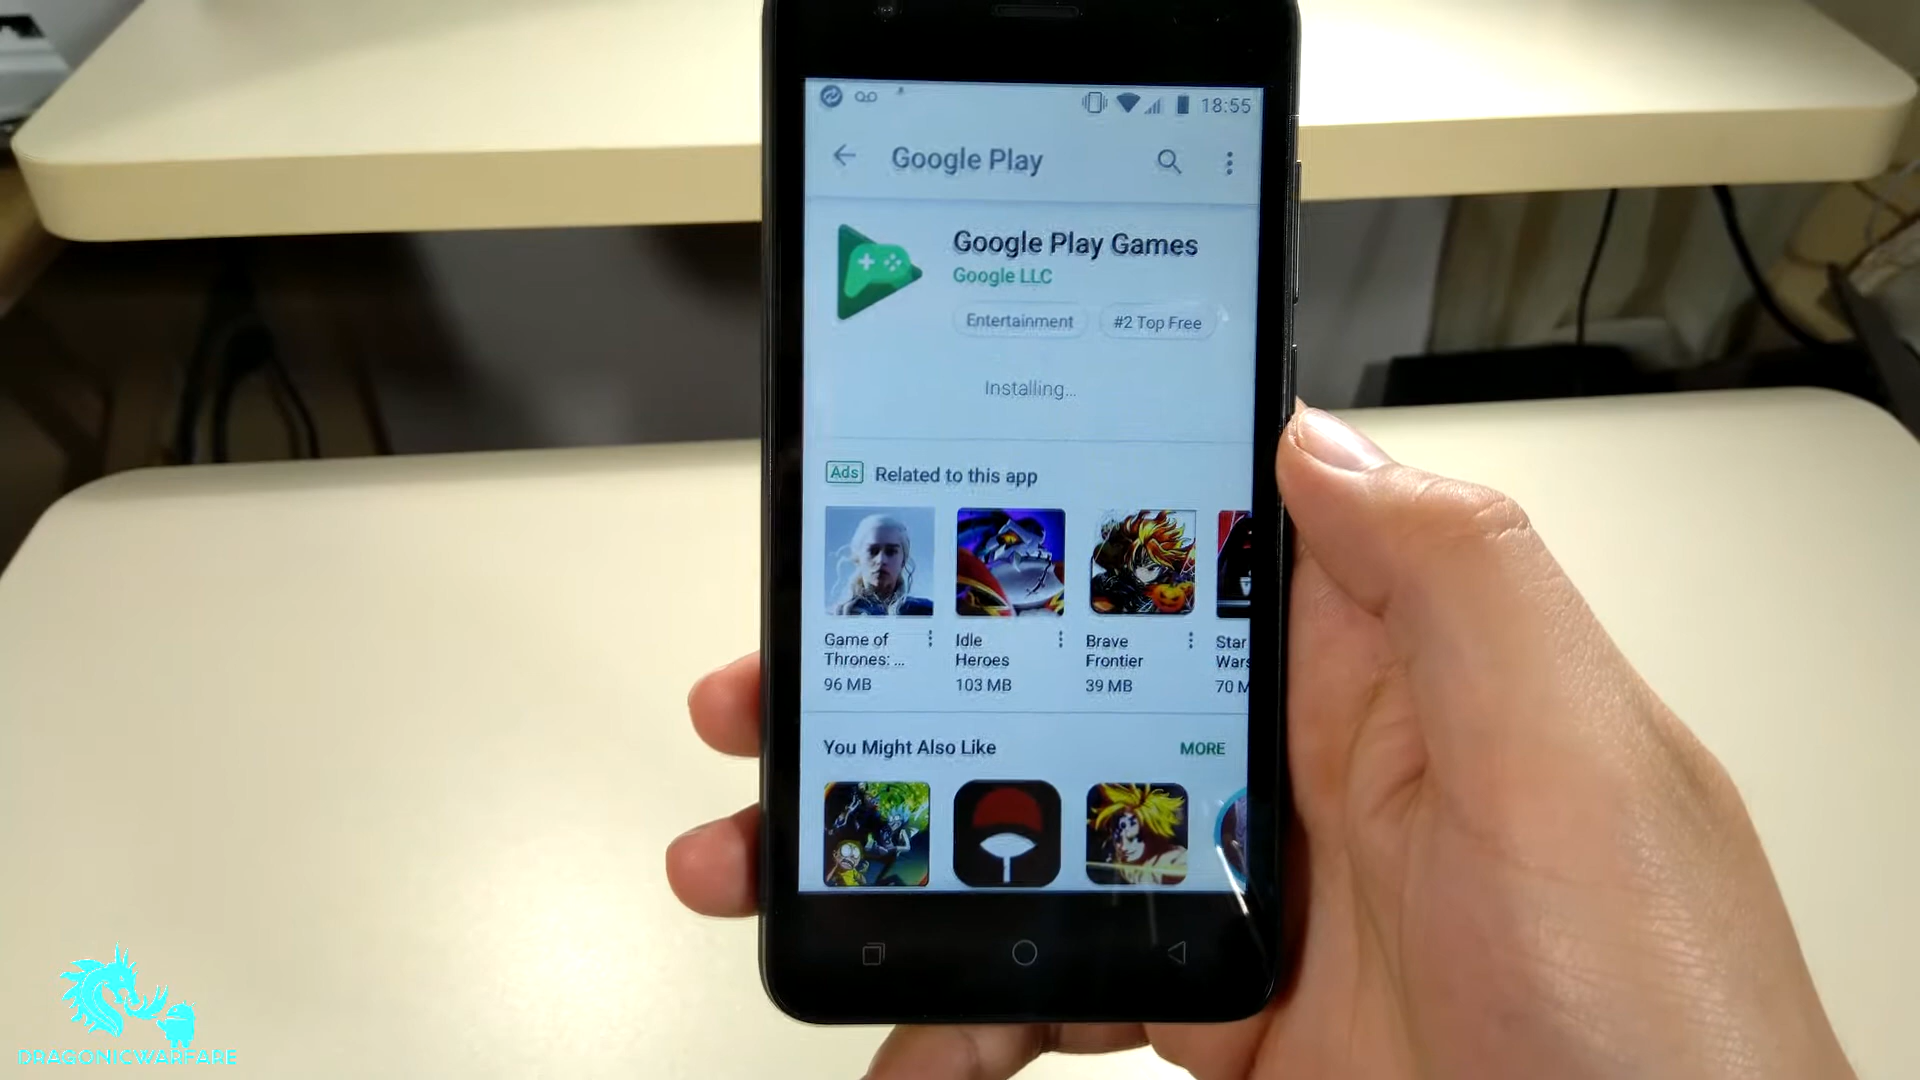 18:55
Google Play
Google Play Games
Google LLC
Entertainment
#2 Top Free
Installing...
Ads Related to this app
Game of Thrones: ...
96 MB
Idle Heroes
103 MB
Brave Frontier
39 MB
Star Wars
70 M
You Might Also Like
MORE
DRAGONICWARFARE